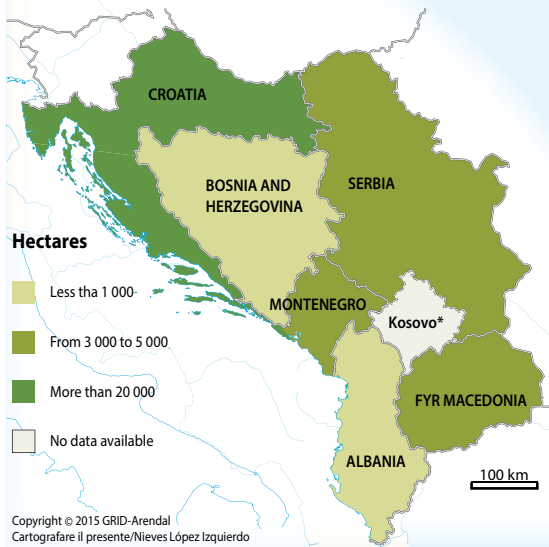 CROATIA
BOSNIA AND
HERZEGOVINA
SERBIA
Hectares
Less tha 1 000
MONTENEGRO
Kosovo*
From 3 000 to 5 000
More than 20 000
FYR MACEDONIA
No data available
ALBANIA
100 km
Copyright © 2015 GRID-Arendal
Cartografare il presente/Nieves López Izquierdo